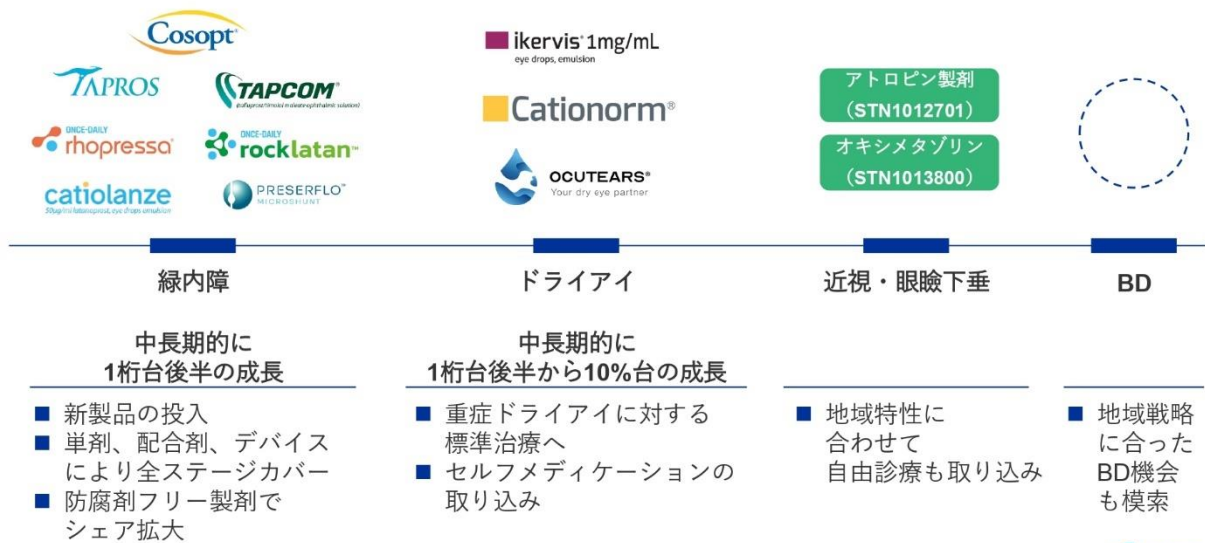 Cosopt®
TAPROS
TAPCOM®
ONCE-DAILY
rhopressa®
ONCE-DAILY
rocklatan™
catiolanze
PRESERFLO™
MICROSHUNT
ikervis® 1mg/mL
eye drops, emulsion
Cationorm®
OCUTEARS®
Your dry eye partner
アトロピン製剤
（STN1012701）
オキシメタゾリン
（STN1013800）
緑内障
ドライアイ
近視・眼瞼下垂
BD
中長期的に
1桁台後半の成長
■ 新製品の投入
■ 単剤、配合剤、デバイス
により全ステージカバー
■ 防腐剤フリー製剤で
シェア拡大
中長期的に
1桁台後半から10%台の成長
■ 重症ドライアイに対する
標準治療へ
■ セルフメディケーションの
取り込み
■ 地域特性に
合わせて
自由診療も取り込み
■ 地域戦略
に合った
BD機会
も模索